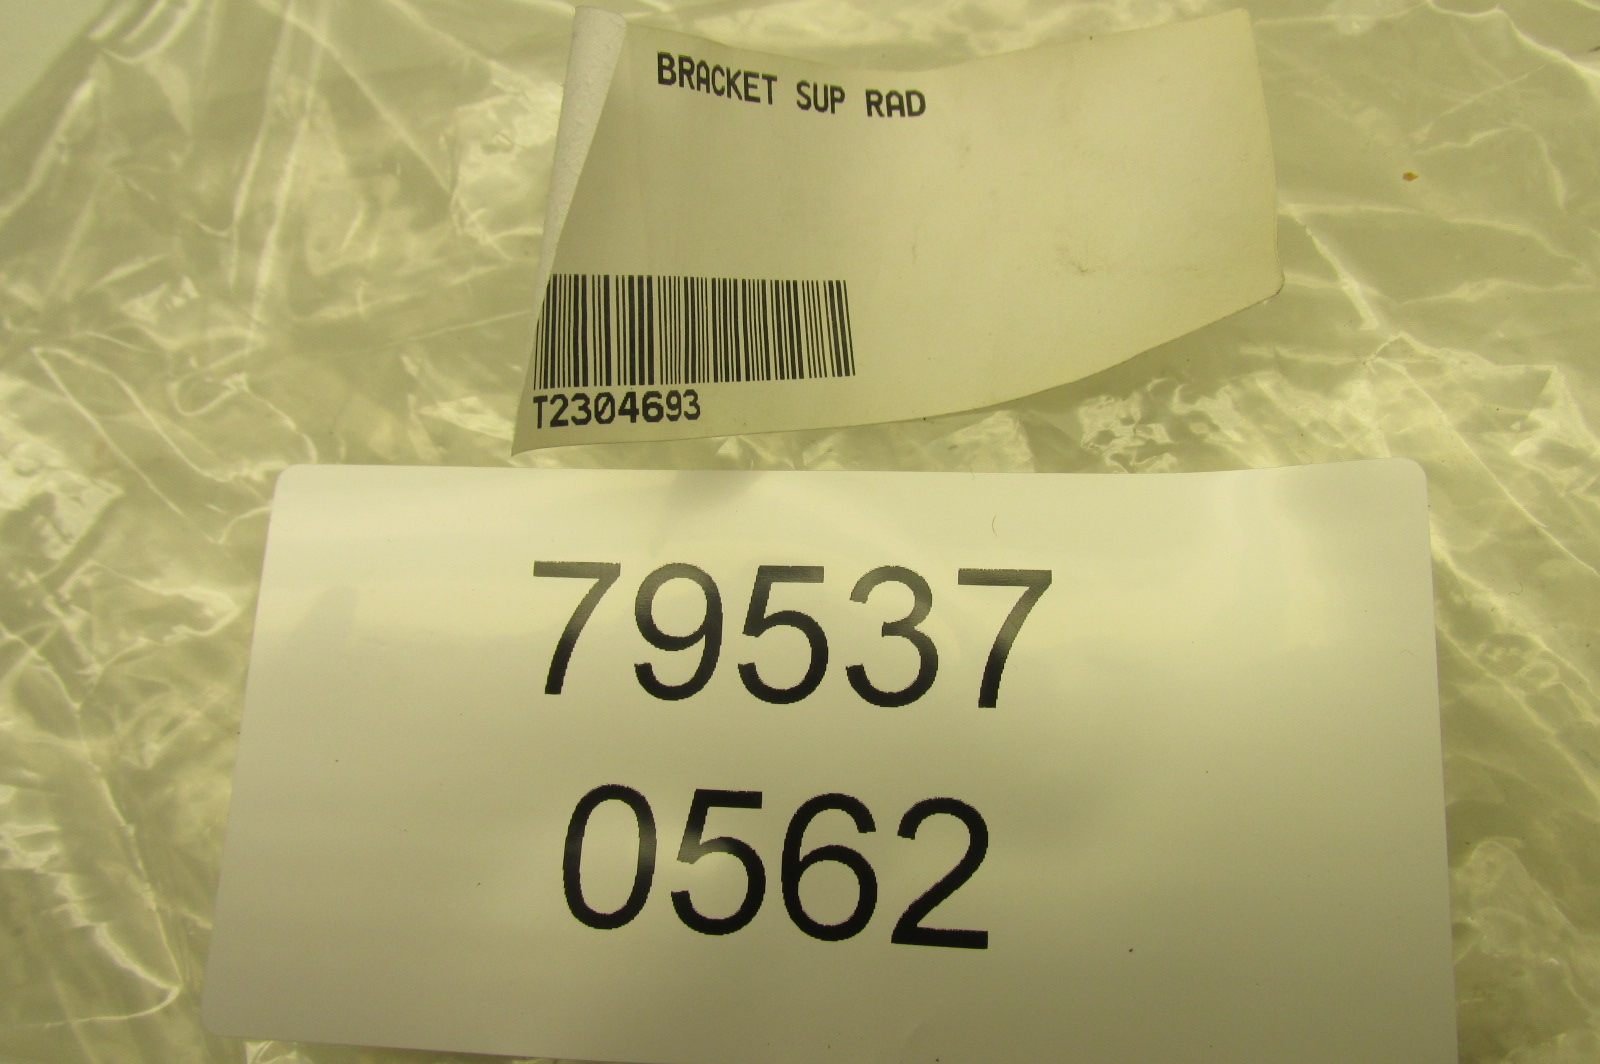 BRACKET SUP RAD
T2304693
79537
0562